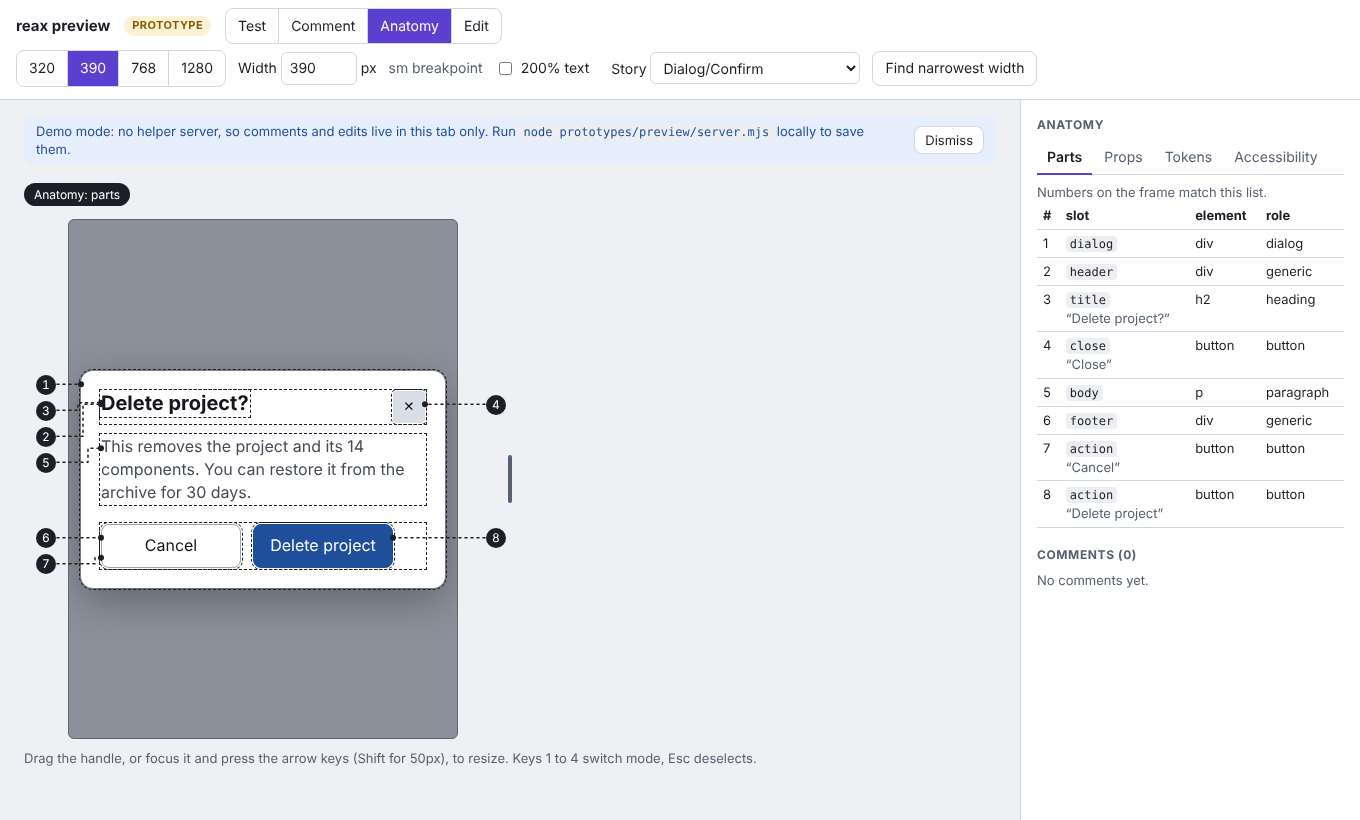 reax preview PROTOTYPE Test Comment Anatomy Edit
320 390 768 1280 Width 390 px sm breakpoint 200% text Story Dialog/Confirm Find narrowest width
Demo mode: no helper server, so comments and edits live in this tab only. Run node prototypes/preview/server.mjs locally to save
them.
Dismiss
Anatomy: parts
1
3 Delete project? × 4
2
This removes the project and its 14
5
components. You can restore it from the
archive for 30 days.
6 Cancel Delete project 8
7
Drag the handle, or focus it and press the arrow keys (Shift for 50px), to resize. Keys 1 to 4 switch mode, Esc deselects.
ANATOMY
Parts Props Tokens Accessibility
Numbers on the frame match this list.
# slot element role
1 dialog div dialog
2 header div generic
3 title h2 heading
“Delete project?”
4 close button button
“Close”
5 body p paragraph
6 footer div generic
7 action button button
“Cancel”
8 action button button
“Delete project”
COMMENTS (0)
No comments yet.